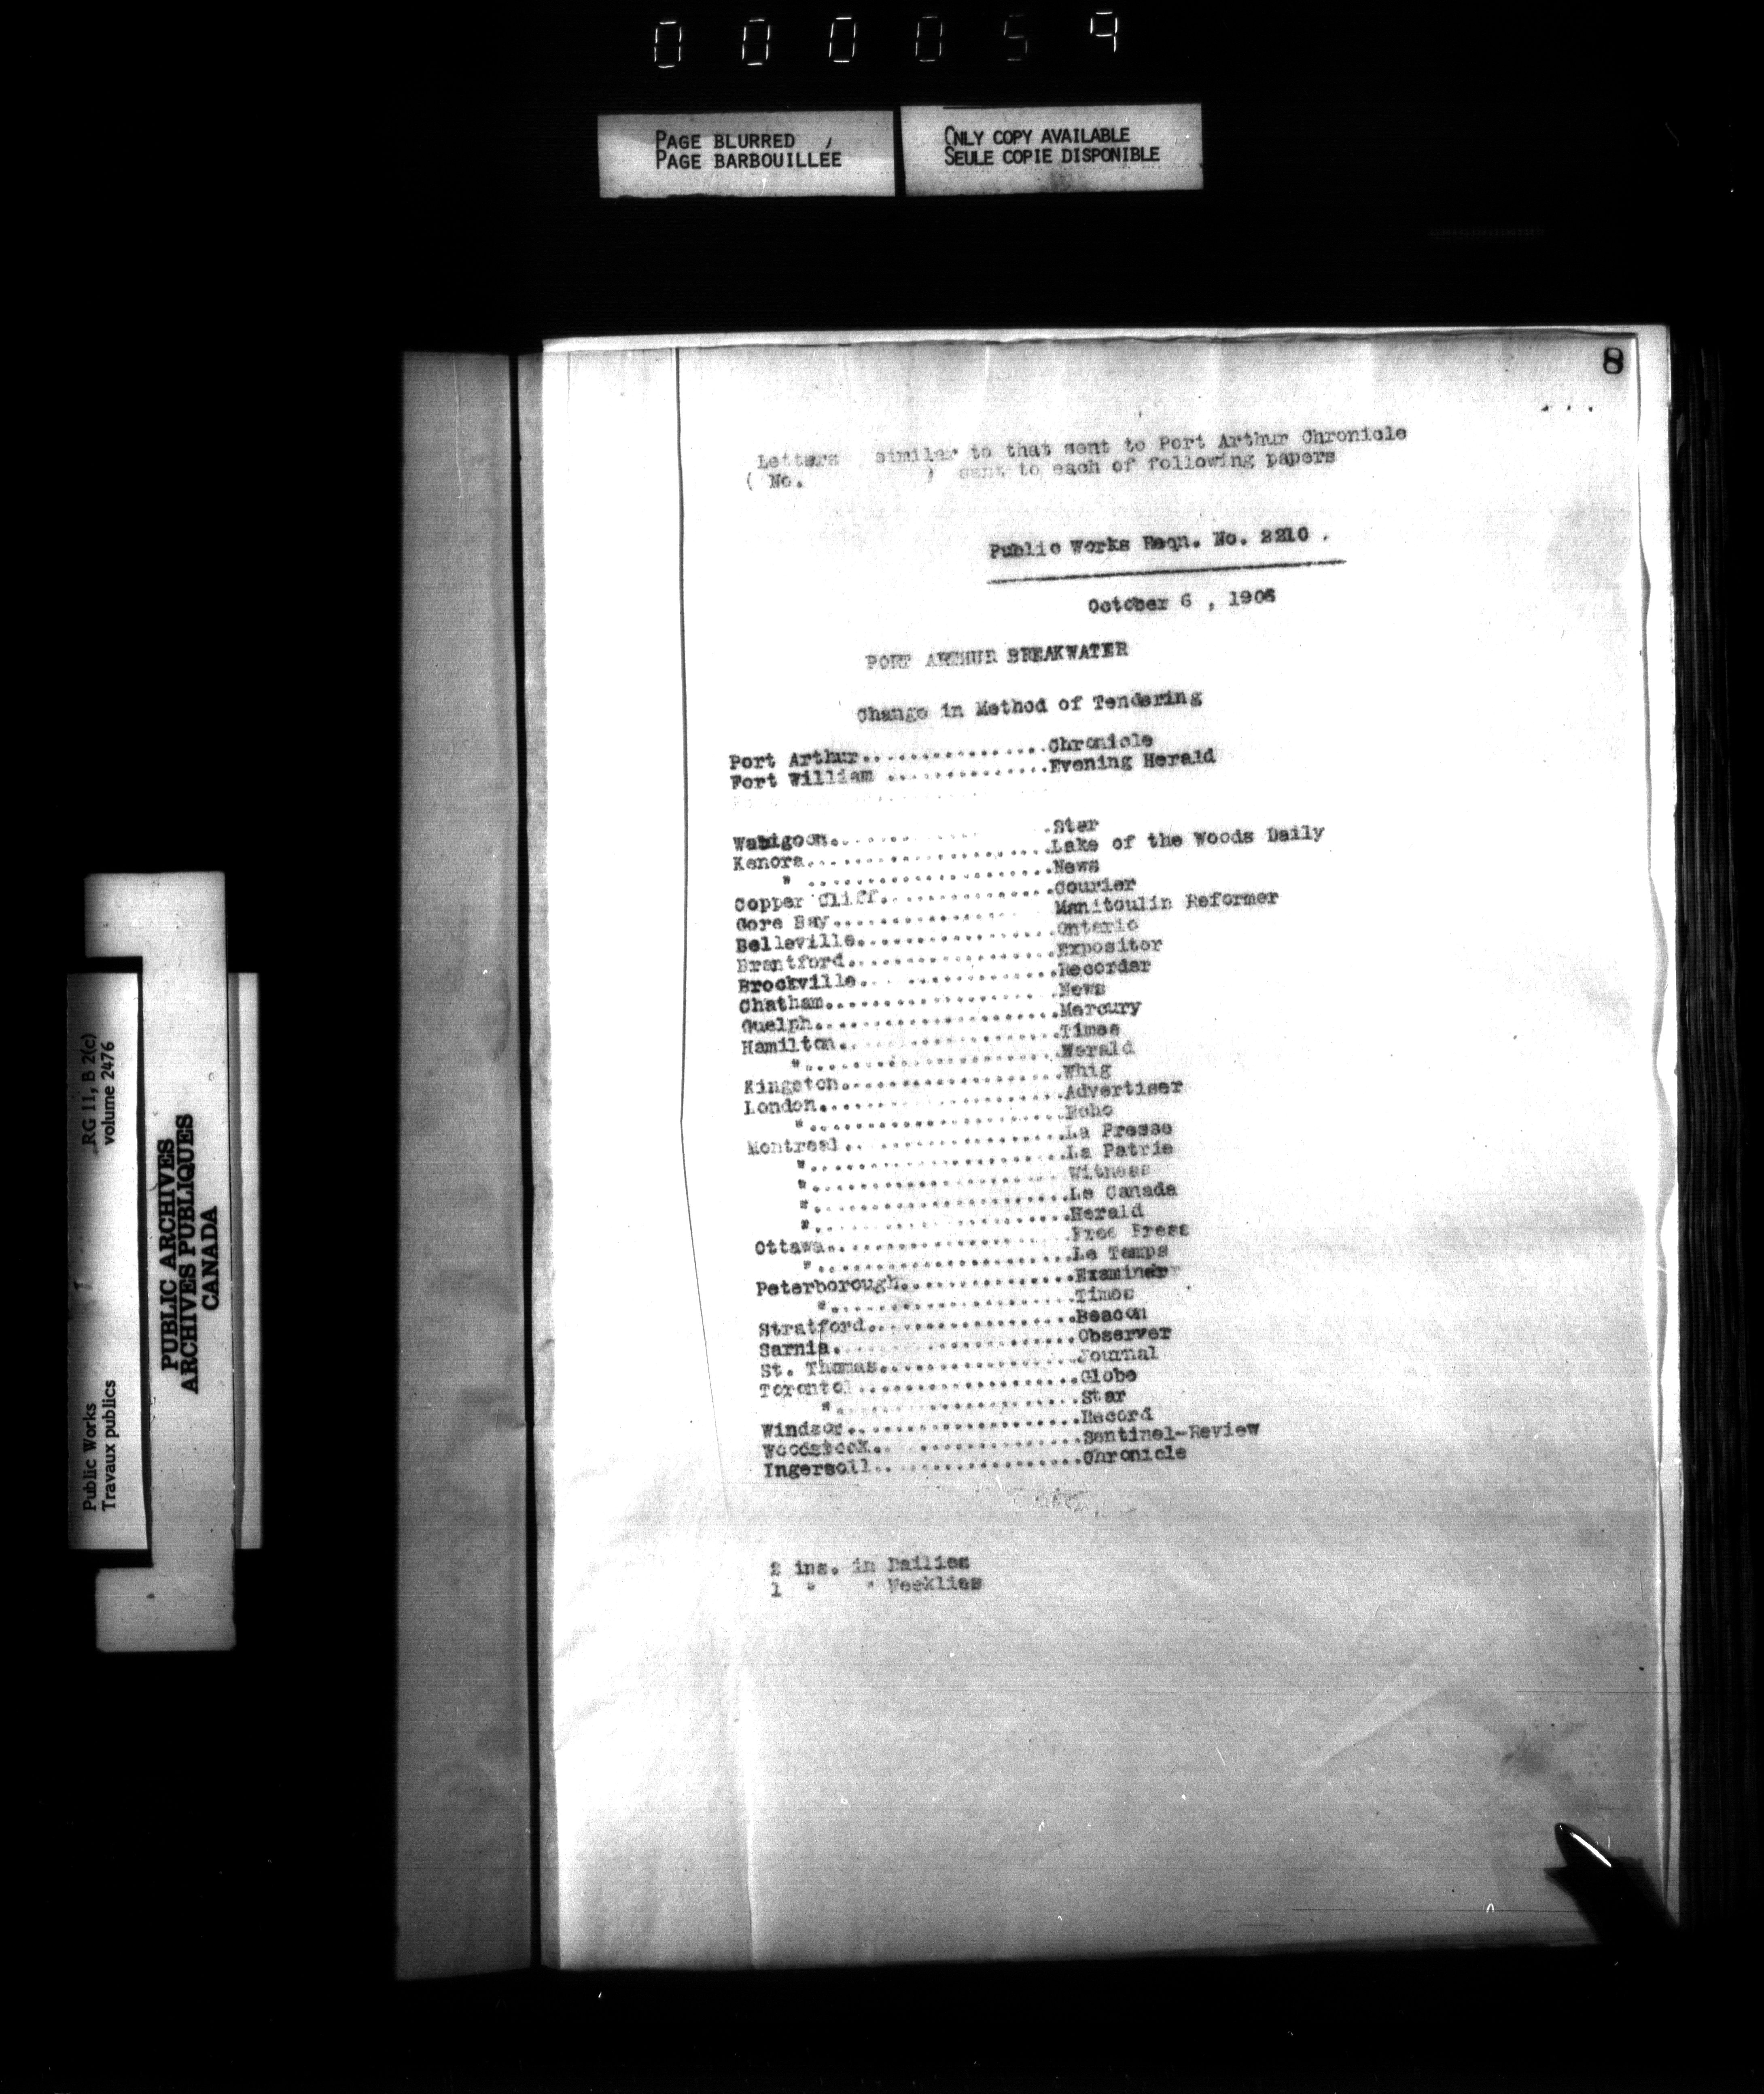 0 0 0 0 5 9
PAGE BLURRED
PAGE BARBOUILLÉE
ONLY COPY AVAILABLE
SEULE COPIE DISPONIBLE
8
Letters similar to that sent to Port Arthur Chronicle
( No. ) sent to each of following papers
Public Works Reqn. No. 2210 .
October 6 , 1906
PORT ARTHUR BREAKWATER
Change in Method of Tendering
Port Arthur................Chronicle
Fort William ..............Evening Herald
Wabigoon...................Star
Kenora.....................Lake of the Woods Daily
" .....................News
Copper Cliff...............Courier
Gore Bay...................Manitoulin Reformer
Belleville.................Ontario
Brantford..................Expositor
Brockville.................Recorder
Chatham....................News
Guelph.....................Mercury
Hamilton...................Times
"......................Herald
Kingston...................Whig
London.....................Advertiser
"......................Echo
Montreal...................La Presse
"......................La Patrie
"......................Witness
"......................Le Canada
"......................Herald
Ottawa.....................Free Press
"......................Le Temps
Peterborough...............Examiner
".....................Times
Stratford..................Beacon
Sarnia.....................Observer
St. Thomas.................Journal
Toronto....................Globe
".....................Star
Windsor....................Record
Woodstock..................Sentinel-Review
Ingersoll..................Chronicle
2 ins. in Dailies
1 " " Weeklies
RG 11, B 2(c)
volume 2476
Public Works
Travaux publics
PUBLIC ARCHIVES
ARCHIVES PUBLIQUES
CANADA